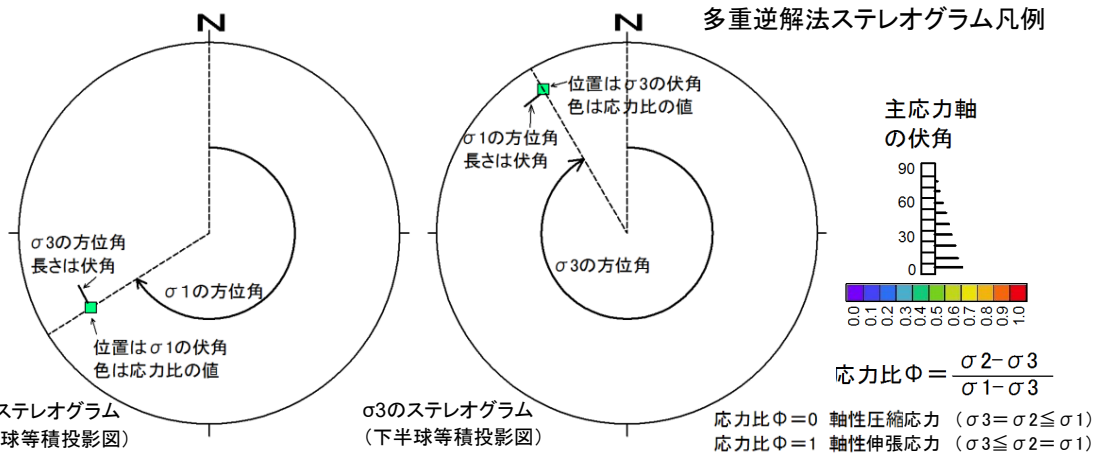 多重逆解法ステレオグラム凡例
N
σ3の方位角
長さは伏角
σ1の方位角
位置はσ1の伏角
色は応力比の値
ステレオグラム
球等積投影図)
N
位置はσ3の伏角
色は応力比の値
σ1の方位角
長さは伏角
σ3の方位角
σ3のステレオグラム
(下半球等積投影図)
主応力軸
の伏角
90
60
30
0
0.0 0.1 0.2 0.3 0.4 0.5 0.6 0.7 0.8 0.9 1.0
応力比Φ=σ2-σ3
σ1-σ3
応力比Φ=0 軸性圧縮応力 (σ3=σ2≦σ1)
応力比Φ=1 軸性伸張応力 (σ3≦σ2=σ1)